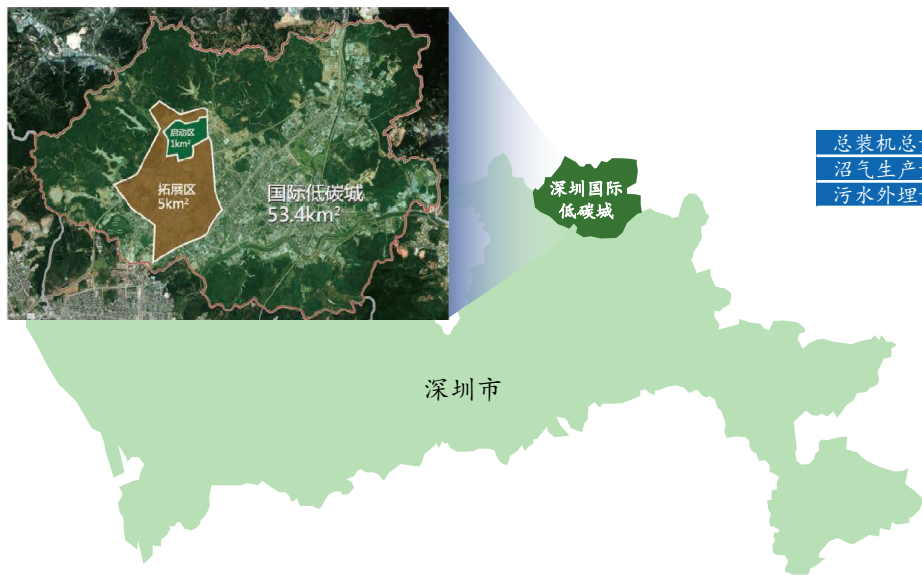 启动区
1km²
拓展区
5km²
国际低碳城
53.4km²
深圳国际
低碳城
总装机总
沼气生产
污水外理
深圳市